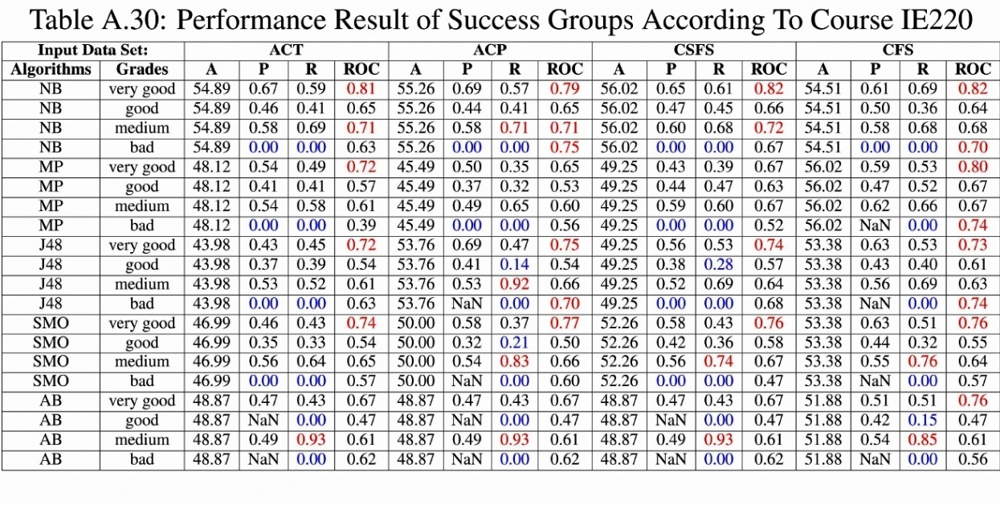 Table A.30: Performance Result of Success Groups According To Course IE220
Input Data Set: ACT ACP CSFS CFS
Algorithms Grades A P R ROC A P R ROC A P R ROC A P R ROC
NB very good 54.89 0.67 0.59 0.81 55.26 0.69 0.57 0.79 56.02 0.65 0.61 0.82 54.51 0.61 0.69 0.82
NB good 54.89 0.46 0.41 0.65 55.26 0.44 0.41 0.65 56.02 0.47 0.45 0.66 54.51 0.50 0.36 0.64
NB medium 54.89 0.58 0.69 0.71 55.26 0.58 0.71 0.71 56.02 0.60 0.68 0.72 54.51 0.58 0.68 0.68
NB bad 54.89 0.00 0.00 0.63 55.26 0.00 0.00 0.75 56.02 0.00 0.00 0.67 54.51 0.00 0.00 0.70
MP very good 48.12 0.54 0.49 0.72 45.49 0.50 0.35 0.65 49.25 0.43 0.39 0.67 56.02 0.59 0.53 0.80
MP good 48.12 0.41 0.41 0.57 45.49 0.37 0.32 0.53 49.25 0.44 0.47 0.63 56.02 0.47 0.52 0.67
MP medium 48.12 0.54 0.58 0.61 45.49 0.49 0.65 0.60 49.25 0.59 0.60 0.67 56.02 0.62 0.66 0.67
MP bad 48.12 0.00 0.00 0.39 45.49 0.00 0.00 0.56 49.25 0.00 0.00 0.52 56.02 NaN 0.00 0.74
J48 very good 43.98 0.43 0.45 0.72 53.76 0.69 0.47 0.75 49.25 0.56 0.53 0.74 53.38 0.63 0.53 0.73
J48 good 43.98 0.37 0.39 0.54 53.76 0.41 0.14 0.54 49.25 0.38 0.28 0.57 53.38 0.43 0.40 0.61
J48 medium 43.98 0.53 0.52 0.61 53.76 0.53 0.92 0.66 49.25 0.52 0.69 0.64 53.38 0.56 0.69 0.63
J48 bad 43.98 0.00 0.00 0.63 53.76 NaN 0.00 0.70 49.25 0.00 0.00 0.68 53.38 NaN 0.00 0.74
SMO very good 46.99 0.46 0.43 0.74 50.00 0.58 0.37 0.77 52.26 0.58 0.43 0.76 53.38 0.63 0.51 0.76
SMO good 46.99 0.35 0.33 0.54 50.00 0.32 0.21 0.50 52.26 0.42 0.36 0.58 53.38 0.44 0.32 0.55
SMO medium 46.99 0.56 0.64 0.65 50.00 0.54 0.83 0.66 52.26 0.56 0.74 0.67 53.38 0.55 0.76 0.64
SMO bad 46.99 0.00 0.00 0.57 50.00 NaN 0.00 0.60 52.26 0.00 0.00 0.47 53.38 NaN 0.00 0.57
AB very good 48.87 0.47 0.43 0.67 48.87 0.47 0.43 0.67 48.87 0.47 0.43 0.67 51.88 0.51 0.51 0.76
AB good 48.87 NaN 0.00 0.47 48.87 NaN 0.00 0.47 48.87 NaN 0.00 0.47 51.88 0.42 0.15 0.47
AB medium 48.87 0.49 0.93 0.61 48.87 0.49 0.93 0.61 48.87 0.49 0.93 0.61 51.88 0.54 0.85 0.61
AB bad 48.87 NaN 0.00 0.62 48.87 NaN 0.00 0.62 48.87 NaN 0.00 0.62 51.88 NaN 0.00 0.56